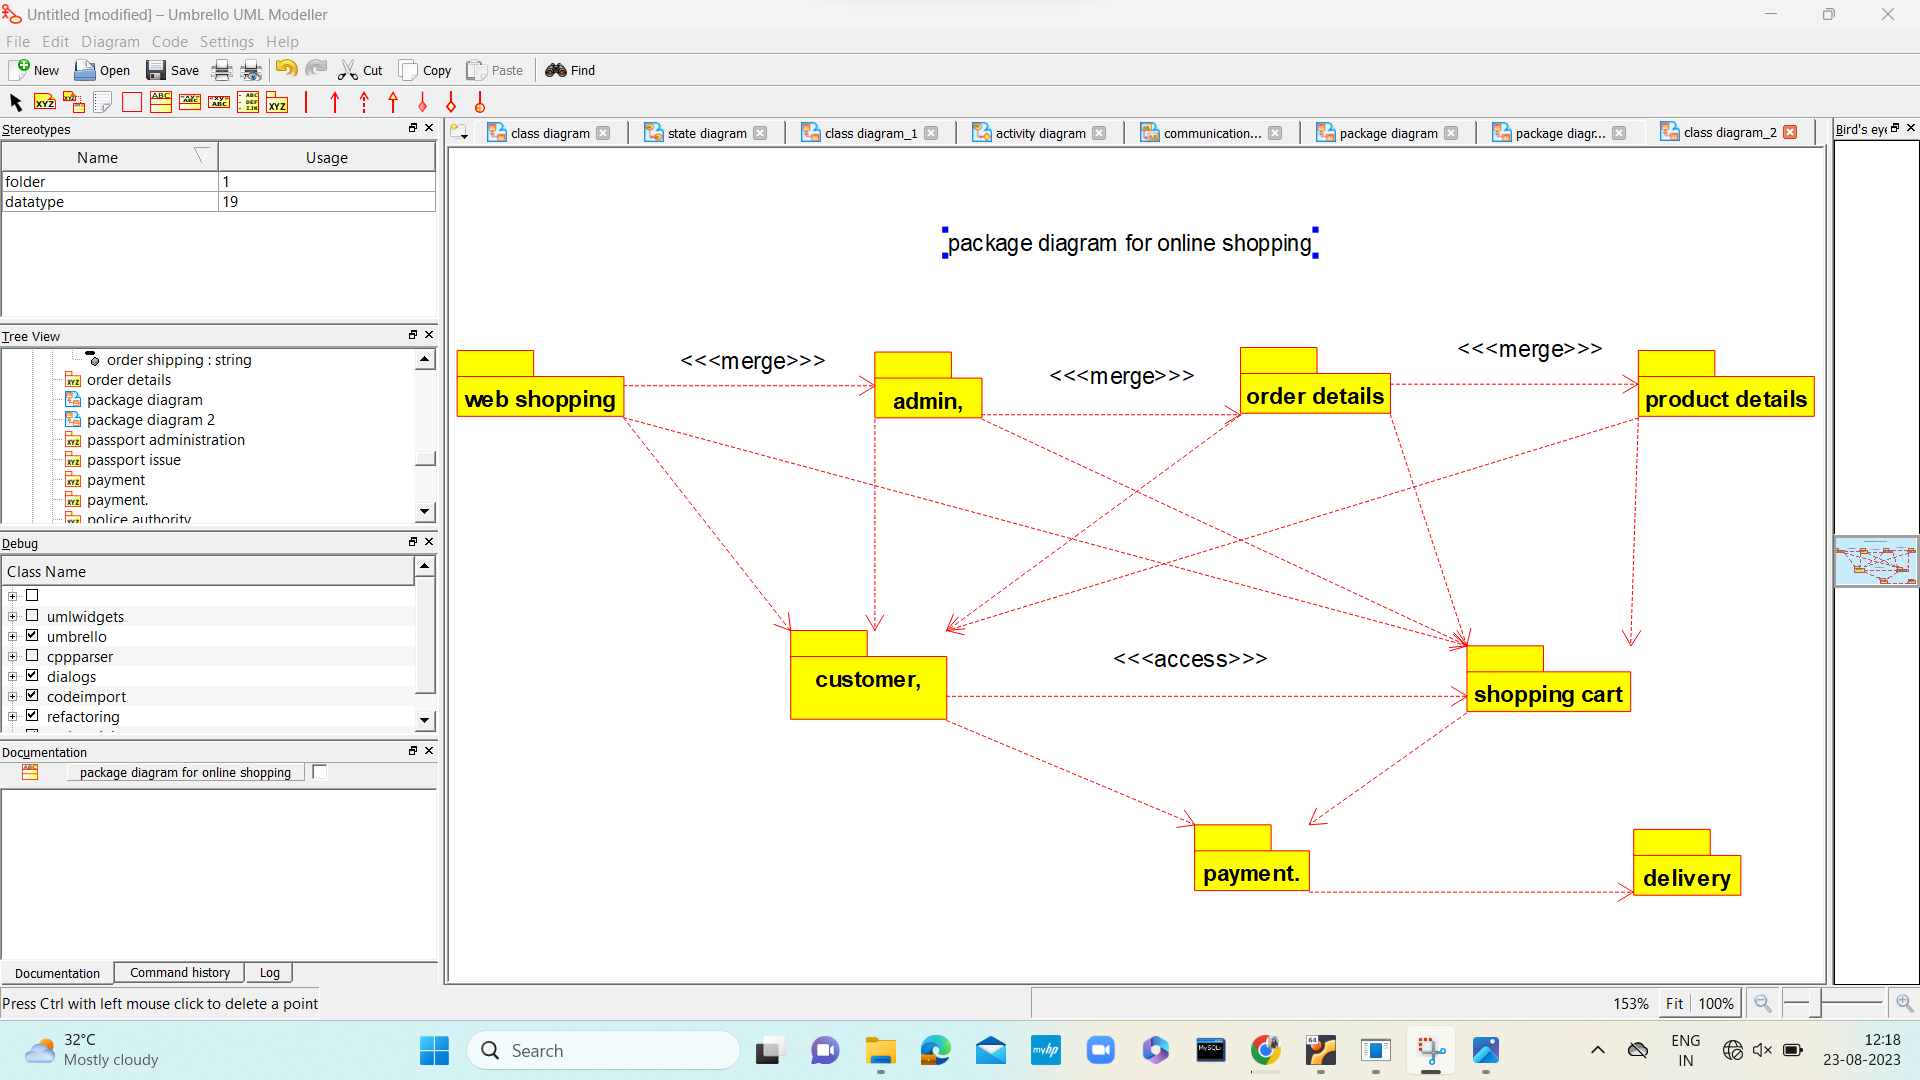 Untitled [modified] – Umbrello UML Modeller
File Edit Diagram Code Settings Help
New Open Save Cut Copy Paste Find
Stereotypes
Name Usage
folder 1
datatype 19
Tree View
order shipping : string
order details
package diagram
package diagram 2
passport administration
passport issue
payment
payment.
police authority
Debug
Class Name
umlwidgets
umbrello
cppparser
dialogs
codeimport
refactoring
Documentation
package diagram for online shopping
Documentation Command history Log
Press Ctrl with left mouse click to delete a point
class diagram state diagram class diagram_1 activity diagram communication... package diagram package diagr... class diagram_2
Bird's eye
package diagram for online shopping
<<<merge>>>
<<<merge>>>
<<<merge>>>
web shopping
admin,
order details
product details
customer,
<<<access>>>
shopping cart
payment.
delivery
153% Fit 100%
32°C
Mostly cloudy
Search
ENG
IN
12:18
23-08-2023